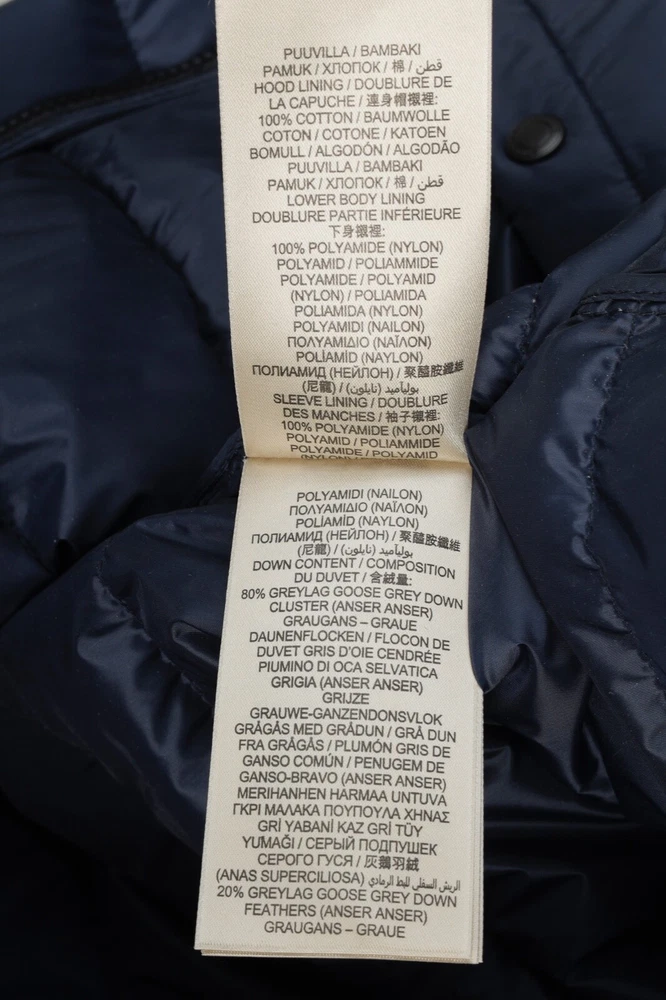 PUUVILLA / BAMBAKI
PAMUK / ХЛОПОК / 棉 / قطن
HOOD LINING / DOUBLURE DE
LA CAPUCHE / 連身帽襯裡:
100% COTTON / BAUMWOLLE
COTON / COTONE / KATOEN
BOMULL / ALGODÓN / ALGODÃO
PUUVILLA / BAMBAKI
PAMUK / ХЛОПОК / 棉 / قطن
LOWER BODY LINING
DOUBLURE PARTIE INFÉRIEURE
下身襯裡:
100% POLYAMIDE (NYLON)
POLYAMID / POLIAMMIDE
POLYAMIDE / POLYAMID
(NYLON) / POLIAMIDA
POLIAMIDA (NYLON)
POLYAMIDI (NAILON)
ΠΟΛΥΑΜΙΔΙΟ (ΝΑΪΛΟΝ)
POLİAMİD (NAYLON)
ПОЛИАМИД (НЕЙЛОН) / 聚醯胺纖維
(尼龍) / بولياميد (نايلون)
SLEEVE LINING / DOUBLURE
DES MANCHES / 袖子襯裡:
100% POLYAMIDE (NYLON)
POLYAMID / POLIAMMIDE
POLYAMIDE / POLYAMID
(NYLON) / POLIAMIDA
POLYAMIDI (NAILON)
ΠΟΛΥΑΜΙΔΙΟ (ΝΑΪΛΟΝ)
POLİAMİD (NAYLON)
ПОЛИАМИД (НЕЙЛОН) / 聚醯胺纖維
(尼龍) / بولياميد (نايلون)
DOWN CONTENT / COMPOSITION
DU DUVET / 含絨量:
80% GREYLAG GOOSE GREY DOWN
CLUSTER (ANSER ANSER)
GRAUGANS – GRAUE
DAUNENFLOCKEN / FLOCON DE
DUVET GRIS D'OIE CENDRÉE
PIUMINO DI OCA SELVATICA
GRIGIA (ANSER ANSER)
GRIJZE
GRAUWE-GANZENDONSVLOK
GRÅGÅS MED GRÅDUN / GRÅ DUN
FRA GRÅGÅS / PLUMÓN GRIS DE
GANSO COMÚN / PENUGEM DE
GANSO-BRAVO (ANSER ANSER)
MERIHANHEN HARMAA UNTUVA
ΓΚΡΙ ΜΑΛΑΚΑ ΠΟΥΠΟΥΛΑ ΧΗΝΑΣ
GRİ YABANİ KAZ GRİ TÜY
YUMAĞI / СЕРЫЙ ПОДПУШЕК
СЕРОГО ГУСЯ / 灰鵝羽絨
(ANAS SUPERCILIOSA) الريش السفلي للبط الرمادي
20% GREYLAG GOOSE GREY DOWN
FEATHERS (ANSER ANSER)
GRAUGANS – GRAUE